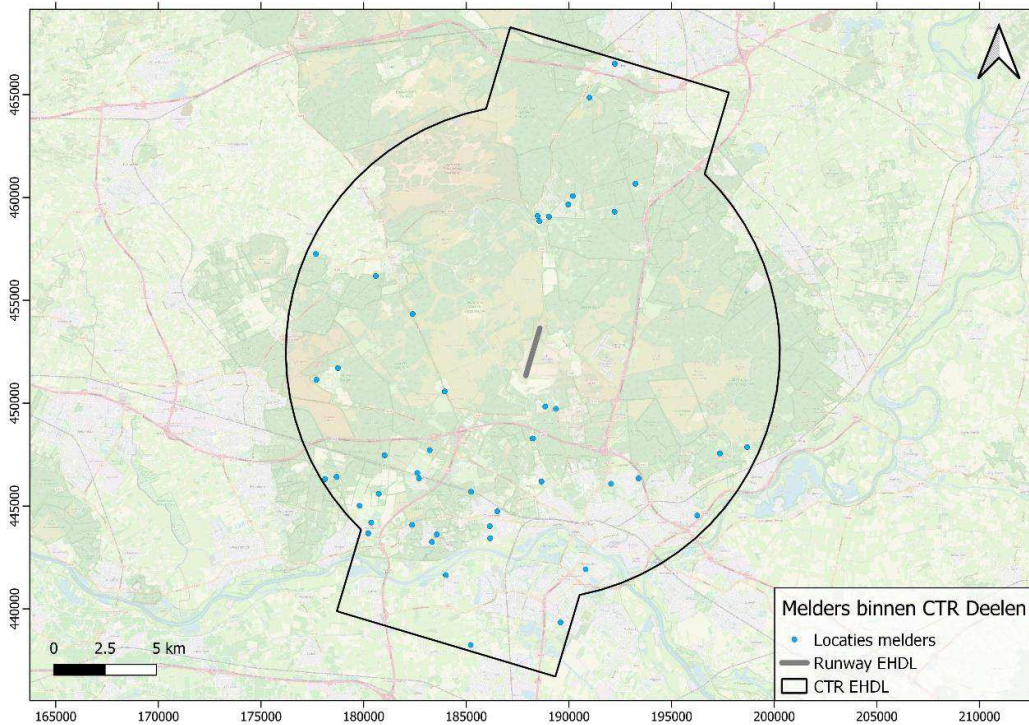 465000
460000
455000
450000
445000
440000
0 2.5 5 km
Melders binnen CTR Deelen
Locaties melders
Runway EHDL
CTR EHDL
165000 170000 175000 180000 185000 190000 195000 200000 205000 210000